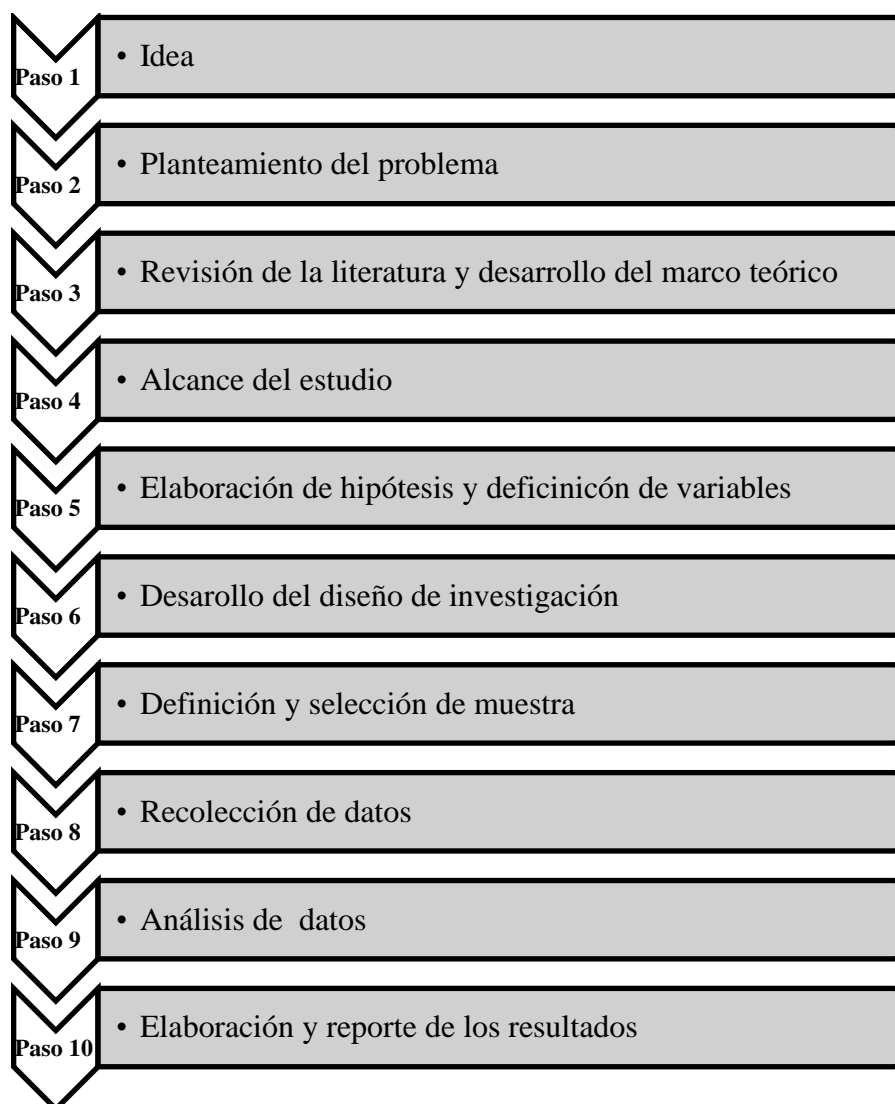 Paso 1
• Idea
Paso 2
• Planteamiento del problema
Paso 3
• Revisión de la literatura y desarrollo del marco teórico
Paso 4
• Alcance del estudio
Paso 5
• Elaboración de hipótesis y deficinicón de variables
Paso 6
• Desarollo del diseño de investigación
Paso 7
• Definición y selección de muestra
Paso 8
• Recolección de datos
Paso 9
• Análisis de  datos
Paso 10
• Elaboración y reporte de los resultados